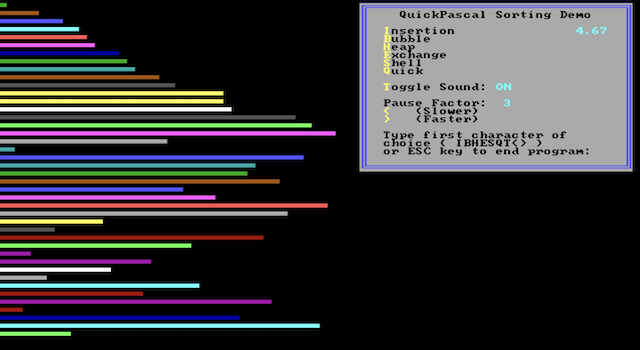 QuickPascal Sorting Demo
Insertion 4.67
Bubble
Heap
Exchange
Shell
Quick
Toggle Sound: ON
Pause Factor: 3
< (Slower)
> (Faster)
Type first character of
choice ( IBHESQT<> )
or ESC key to end program: